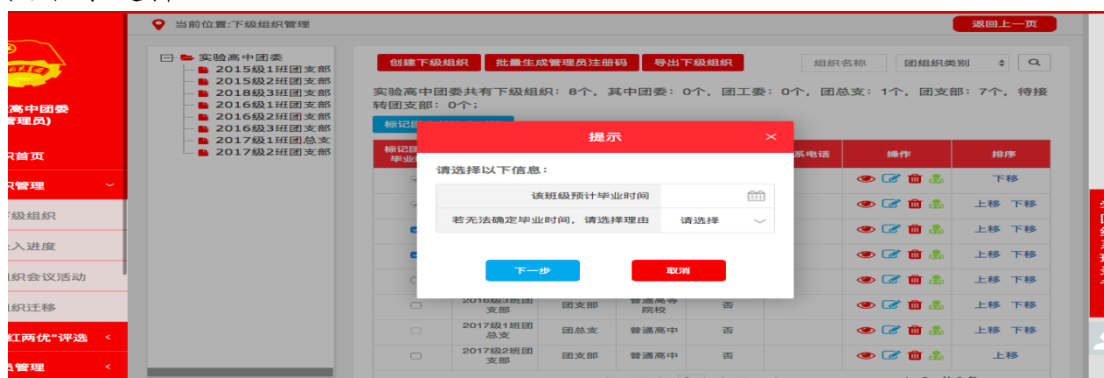 当前位置:下级组织管理
返回上一页
实验高中团委
2015级1班团支部
2015级2班团支部
2018级3班团支部
2016级1班团支部
2016级2班团支部
2016级3班团支部
2017级1班团总支
2017级2班团支部
创建下级组织 批量生成管理员注册码 导出下级组织 组织名称 团组织类别
实验高中团委共有下级组织：8个，其中团委：0个，团工委：0个，团总支：1个，团支部：7个，待接
转团支部：0个；
高中团委
管理员)
只首页
只管理
级组织
入进度
织会议活动
织迁移
红两优"评选
员管理
提示
请选择以下信息：
该班级预计毕业时间
若无法确定毕业时间，请选择理由 请选择
下一步 取消
系电话 操作 排序
下移
上移 下移
上移 下移
上移 下移
上移 下移
2016级3班团支部 团支部 普通高等院校 否 上移 下移
2017级1班团总支 团总支 普通高中 否 上移 下移
2017级2班团支部 团支部 普通高中 否 上移